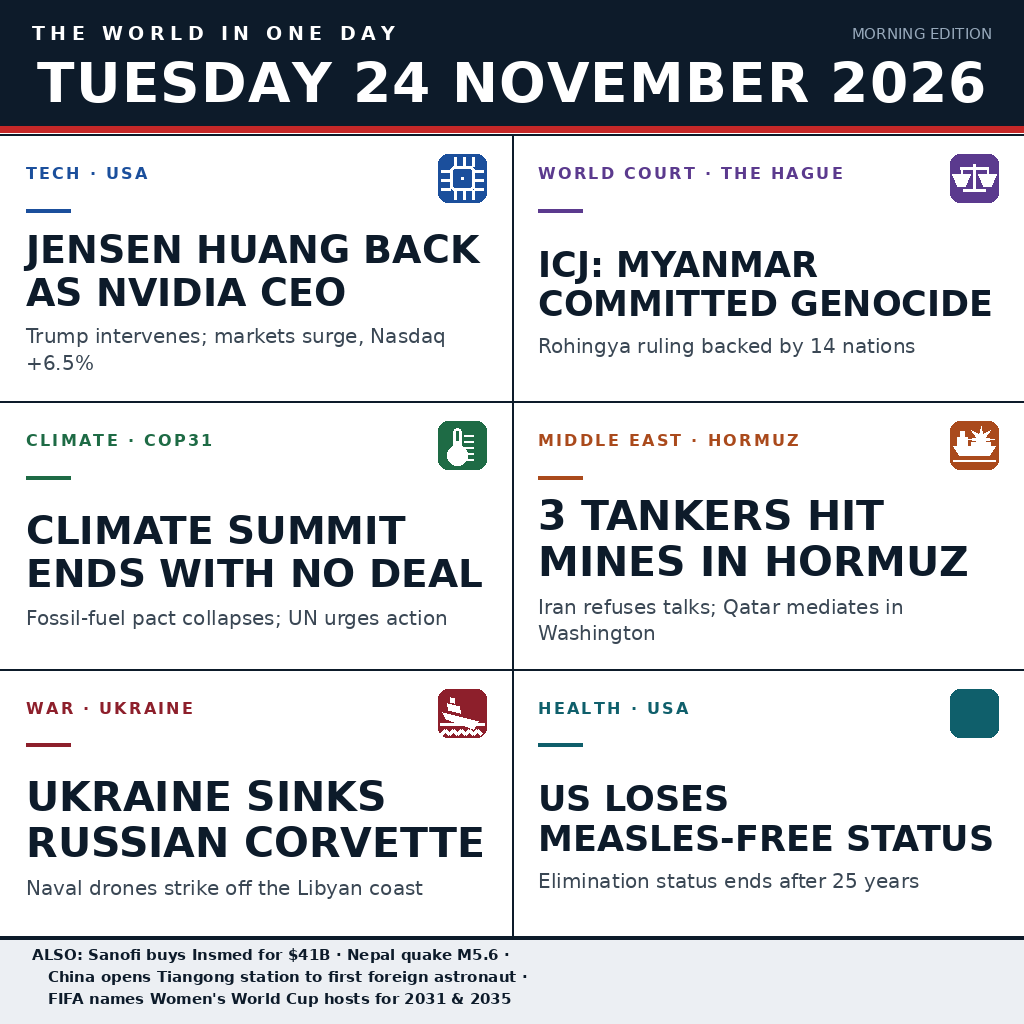 THE WORLD IN ONE DAY
MORNING EDITION
TUESDAY 24 NOVEMBER 2026
TECH · USA
JENSEN HUANG BACK
AS NVIDIA CEO
Trump intervenes; markets surge, Nasdaq
+6.5%
WORLD COURT · THE HAGUE
ICJ: MYANMAR
COMMITTED GENOCIDE
Rohingya ruling backed by 14 nations
CLIMATE · COP31
CLIMATE SUMMIT
ENDS WITH NO DEAL
Fossil-fuel pact collapses; UN urges action
MIDDLE EAST · HORMUZ
3 TANKERS HIT
MINES IN HORMUZ
Iran refuses talks; Qatar mediates in
Washington
WAR · UKRAINE
UKRAINE SINKS
RUSSIAN CORVETTE
Naval drones strike off the Libyan coast
HEALTH · USA
US LOSES
MEASLES-FREE STATUS
Elimination status ends after 25 years
ALSO: Sanofi buys Insmed for $41B · Nepal quake M5.6 ·
China opens Tiangong station to first foreign astronaut ·
FIFA names Women's World Cup hosts for 2031 & 2035